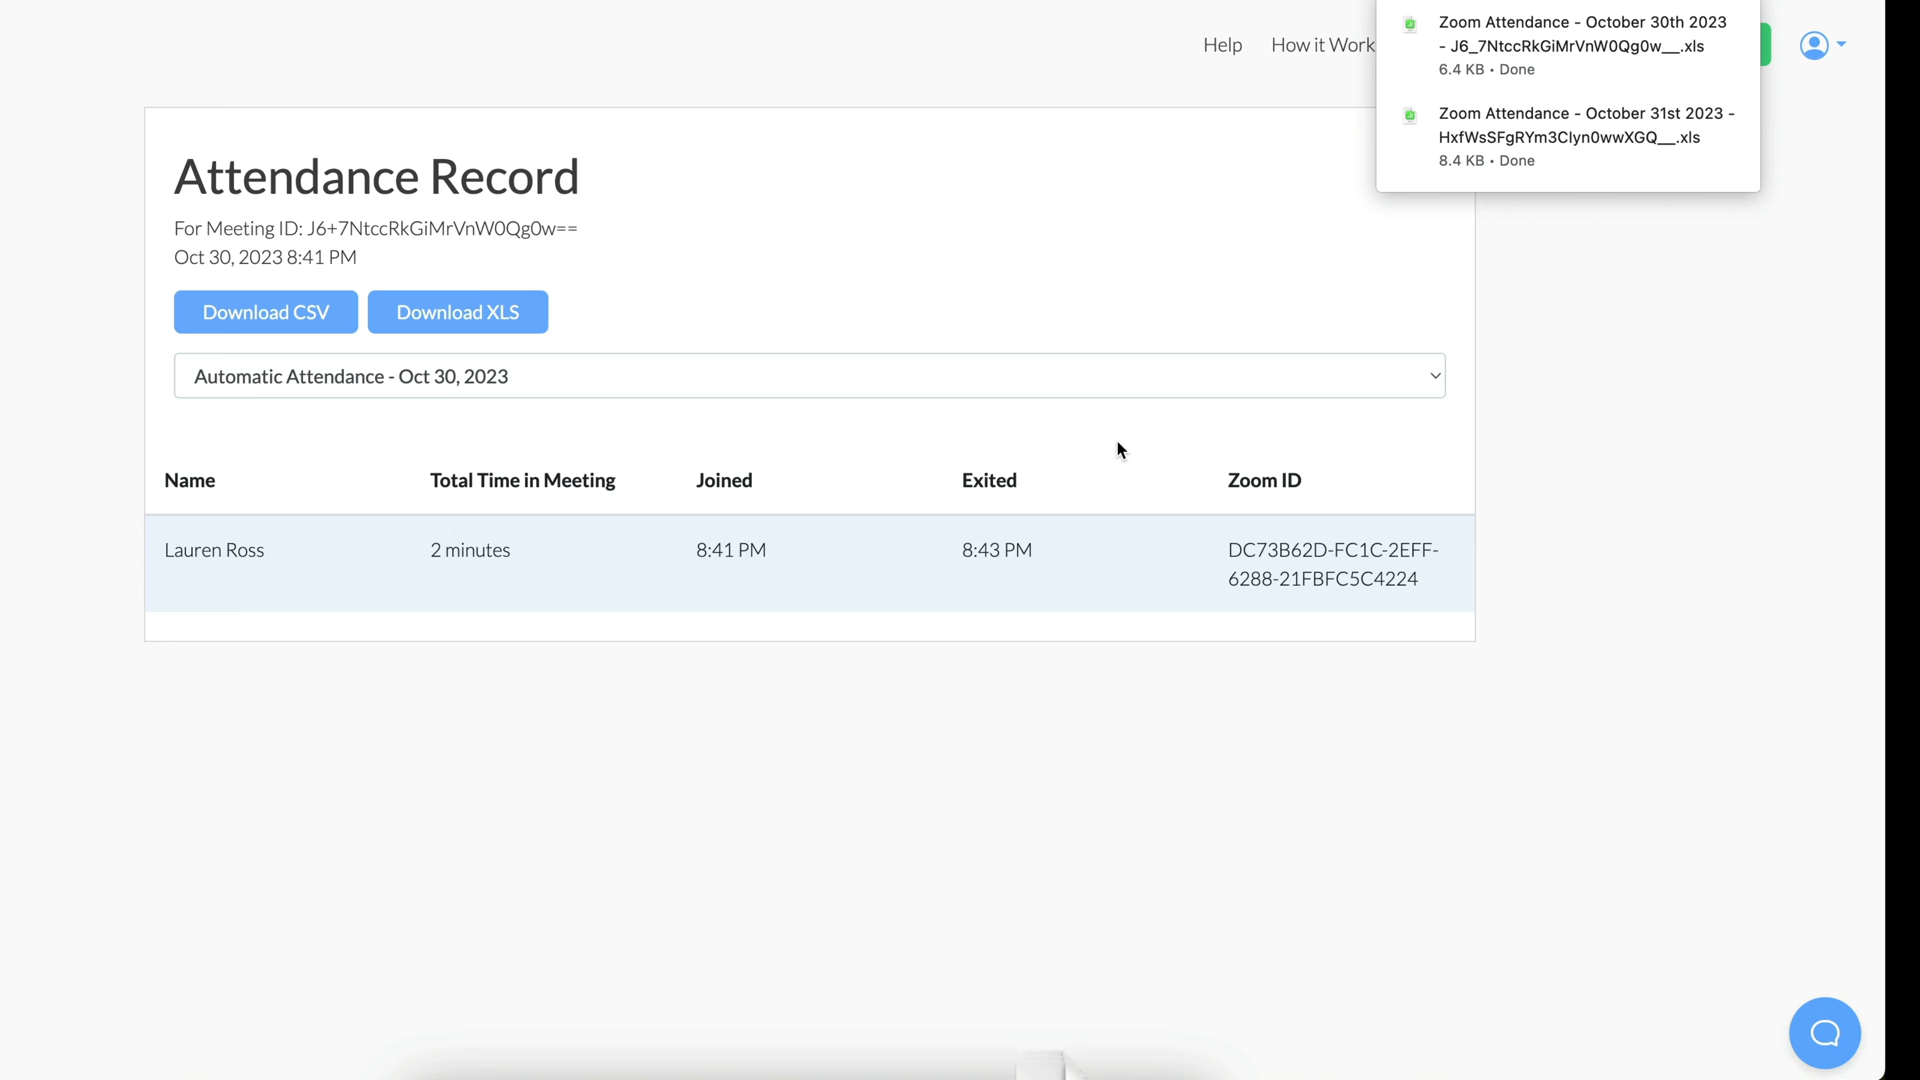 Help
How it Work
Zoom Attendance - October 30th 2023
- J6_7NtccRkGiMrVnW0Qg0w__.xls
6.4 KB • Done
Zoom Attendance - October 31st 2023 -
HxfWsSFgRYm3CIyn0wwXGQ__.xls
8.4 KB • Done
Attendance Record
For Meeting ID: J6+7NtccRkGiMrVnW0Qg0w==
Oct 30, 2023 8:41 PM
Download CSV
Download XLS
Automatic Attendance - Oct 30, 2023
Name Total Time in Meeting Joined Exited Zoom ID
Lauren Ross 2 minutes 8:41 PM 8:43 PM DC73B62D-FC1C-2EFF-
6288-21FBFC5C4224